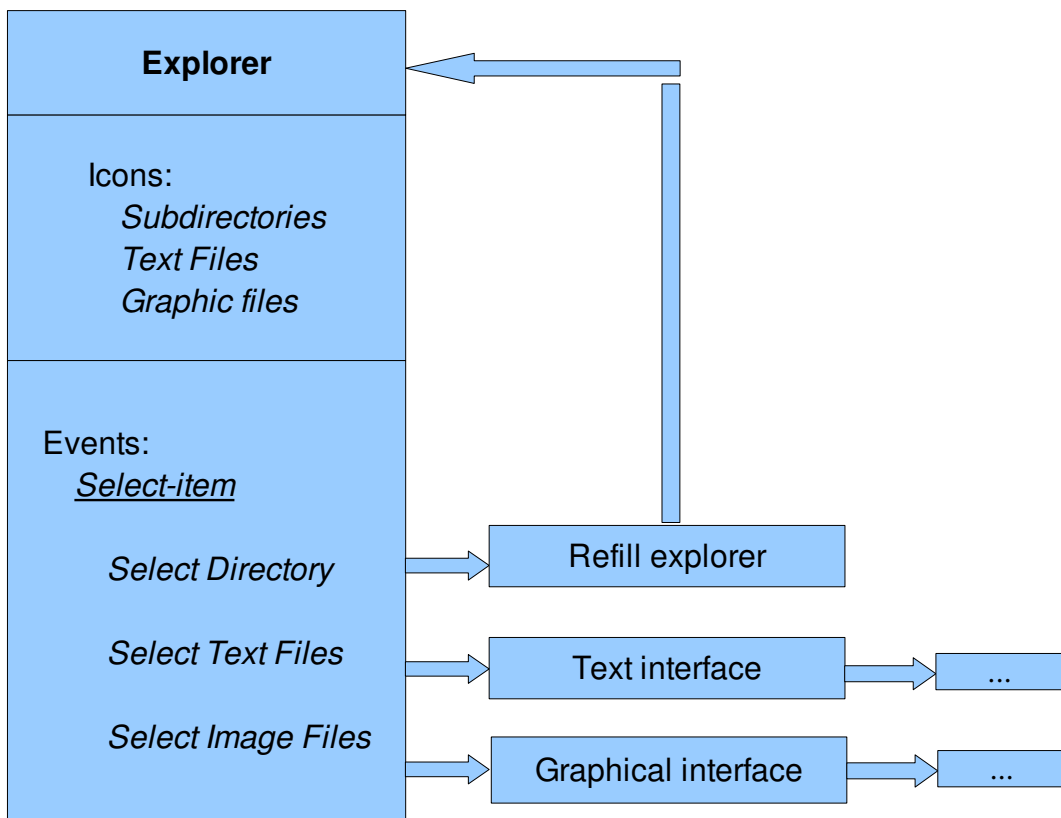 Explorer
Icons:
Subdirectories
Text Files
Graphic files
Events:
Select-item
Select Directory
Refill explorer
Select Text Files
Text interface
...
Select Image Files
Graphical interface
...